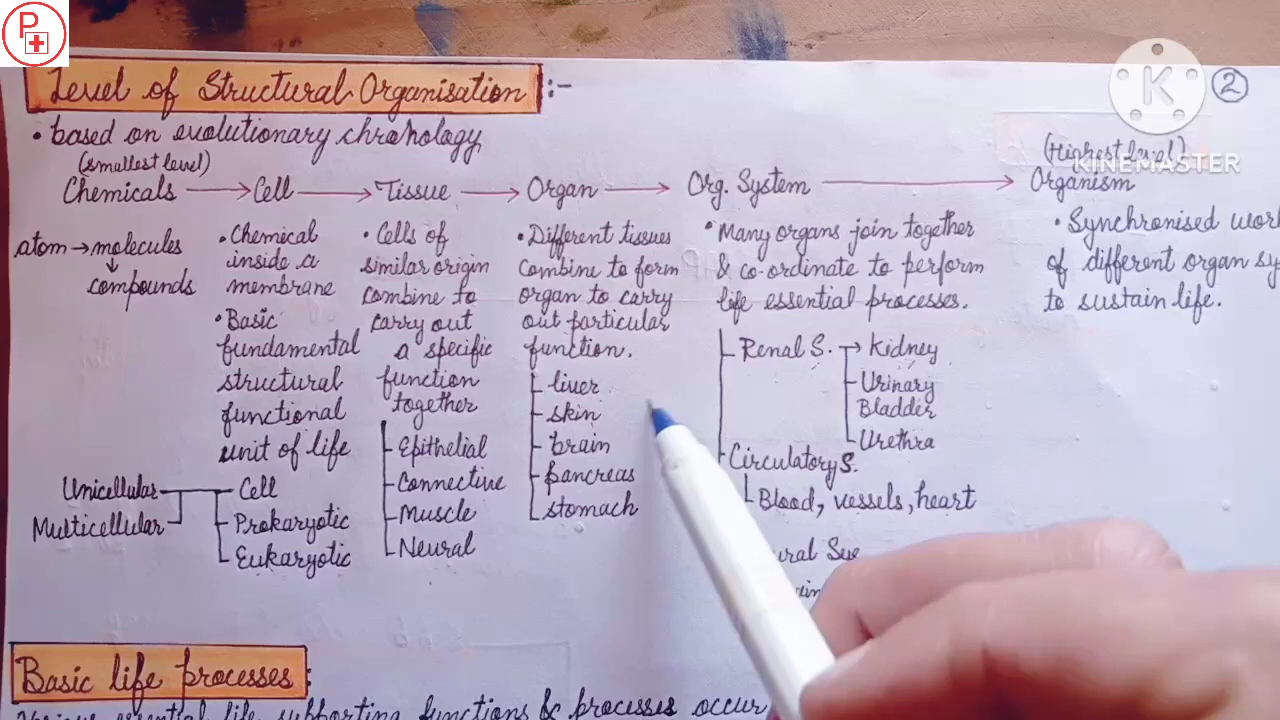 P
Level of Structural Organisation :-
②
• based on evolutionary chronology
(smallest level)
(Highest level)
KINEMASTER
Chemicals → Cell → Tissue → Organ → Org. System → Organism
atom → molecules
↓
compounds
• Chemical
inside a
membrane
• Basic
fundamental
structural
functional
unit of life
Unicellular
Multicellular
Cell
Prokaryotic
Eukaryotic
• Cells of
similar origin
combine to
carry out
a specific
function
together
Epithelial
Connective
Muscle
Neural
• Different tissues
combine to form
organ to carry
out particular
function.
liver
skin
brain
pancreas
stomach
• Many organs join together
& co-ordinate to perform
life essential processes.
Renal S. → Kidney
Urinary
Bladder
Urethra
Circulatory S.
Blood, vessels, heart
• Synchronised
of different organ
to sustain life.
Basic life processes :
essential life supporting functions & processes occur